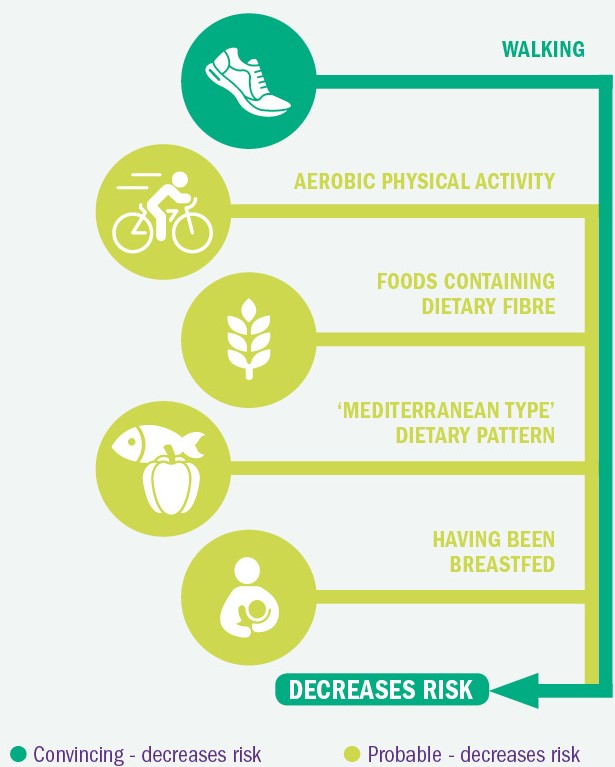 WALKING
AEROBIC PHYSICAL ACTIVITY
FOODS CONTAINING
DIETARY FIBRE
‘MEDITERRANEAN TYPE’
DIETARY PATTERN
HAVING BEEN
BREASTFED
DECREASES RISK
Convincing - decreases risk
Probable - decreases risk